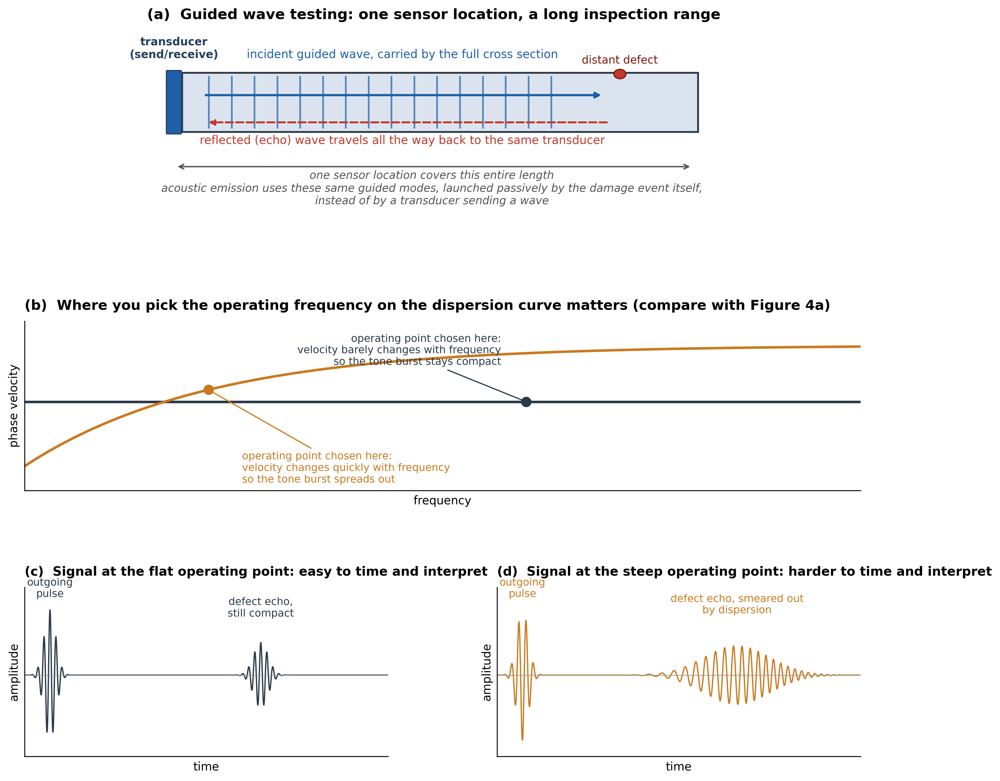 (a)  Guided wave testing: one sensor location, a long inspection range
transducer
(send/receive)
incident guided wave, carried by the full cross section
distant defect
reflected (echo) wave travels all the way back to the same transducer
one sensor location covers this entire length
acoustic emission uses these same guided modes, launched passively by the damage event itself,
instead of by a transducer sending a wave
(b)  Where you pick the operating frequency on the dispersion curve matters (compare with Figure 4a)
phase velocity
operating point chosen here:
velocity barely changes with frequency
so the tone burst stays compact
operating point chosen here:
velocity changes quickly with frequency
so the tone burst spreads out
frequency
(c)  Signal at the flat operating point: easy to time and interpret
outgoing
pulse
defect echo,
still compact
amplitude
time
(d)  Signal at the steep operating point: harder to time and interpret
outgoing
pulse
defect echo, smeared out
by dispersion
amplitude
time